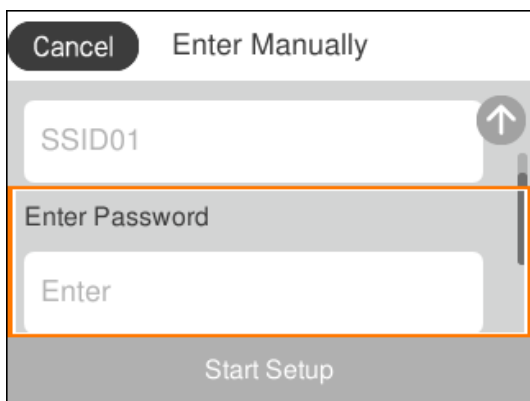 Cancel Enter Manually
SSID01
Enter Password
Enter
Start Setup